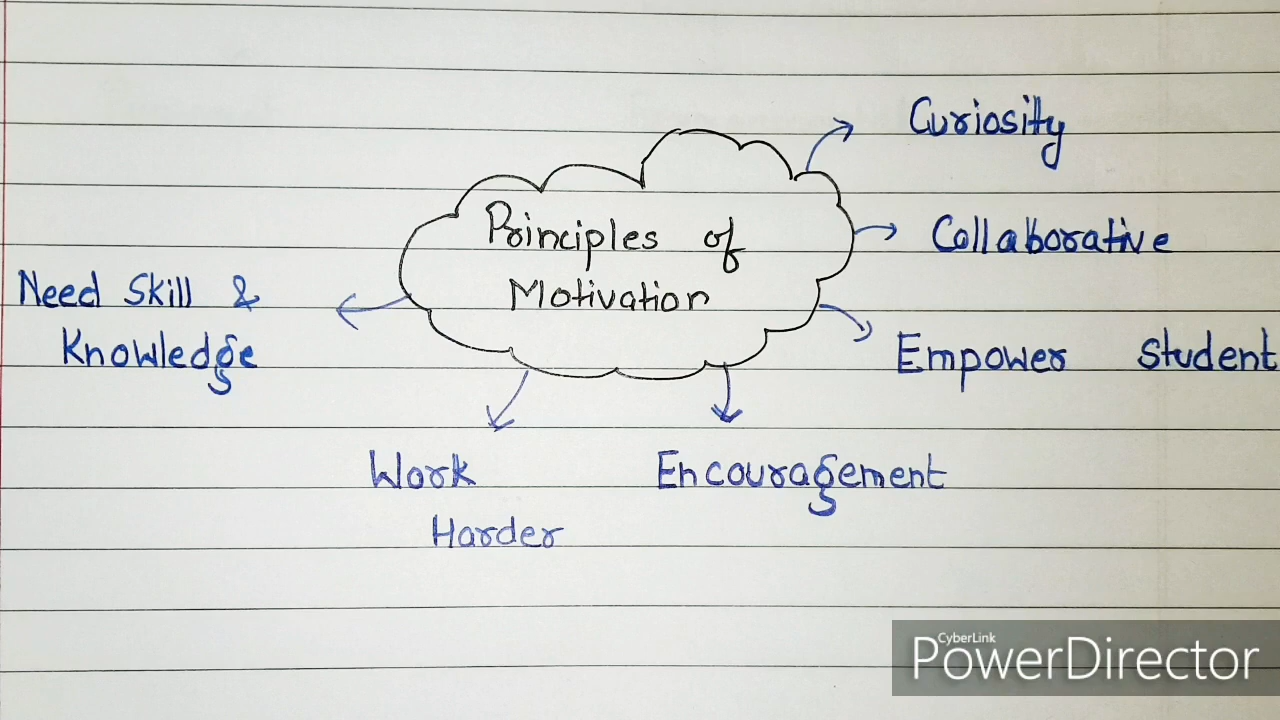 Curiosity
Principles of
Collaborative
Motivation
Need Skill &
Knowledge
Empower Student
Work
Harder
Encouragement
CyberLink
PowerDirector